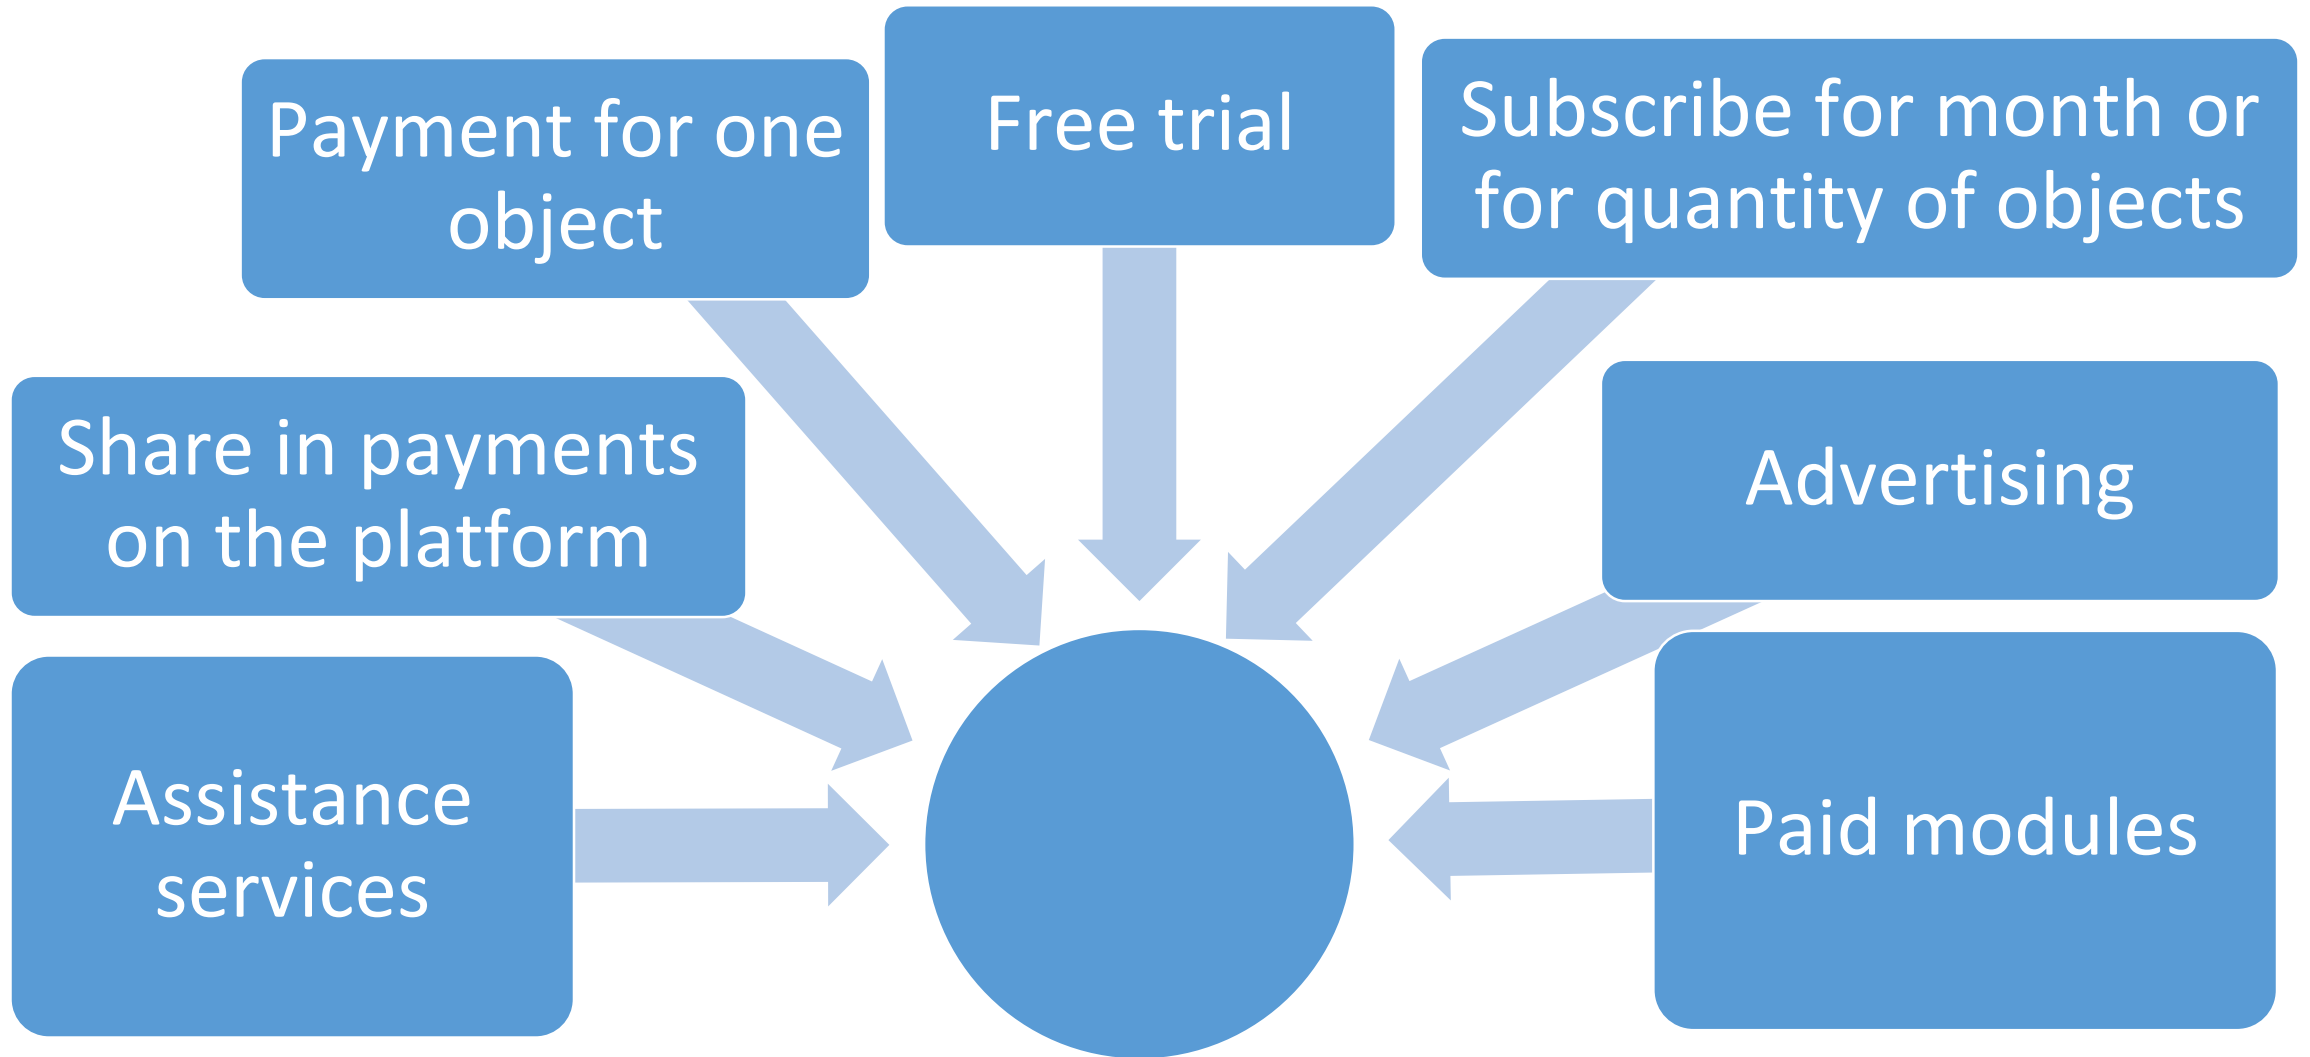 Payment for one
object
Free trial
Subscribe for month or
for quantity of objects
Share in payments
on the platform
Advertising
Assistance
services
Paid modules